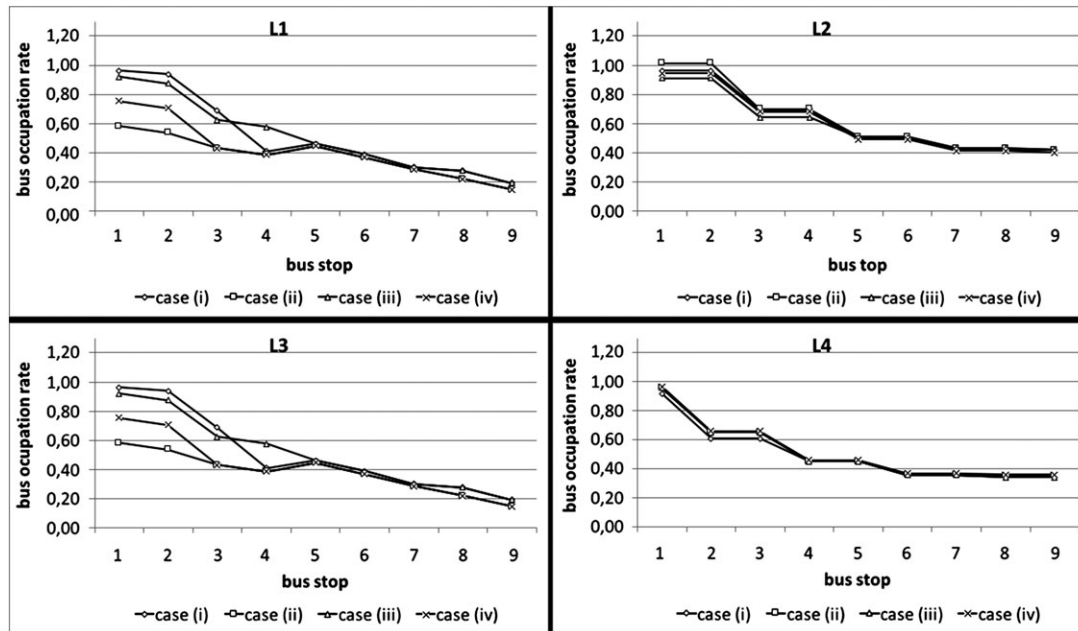 L1
bus occupation rate
1,20
1,00
0,80
0,60
0,40
0,20
0,00
1 2 3 4 5 6 7 8 9
bus stop
case (i) case (ii) case (iii) case (iv)
L2
bus occupation rate
1,20
1,00
0,80
0,60
0,40
0,20
0,00
1 2 3 4 5 6 7 8 9
bus top
case (i) case (ii) case (iii) case (iv)
L3
bus ocupation rate
1,20
1,00
0,80
0,60
0,40
0,20
0,00
1 2 3 4 5 6 7 8 9
bus stop
case (i) case (ii) case (iii) case (iv)
L4
bus occupation rate
1,20
1,00
0,80
0,60
0,40
0,20
0,00
1 2 3 4 5 6 7 8 9
bus stop
case (i) case (ii) case (iii) case (iv)